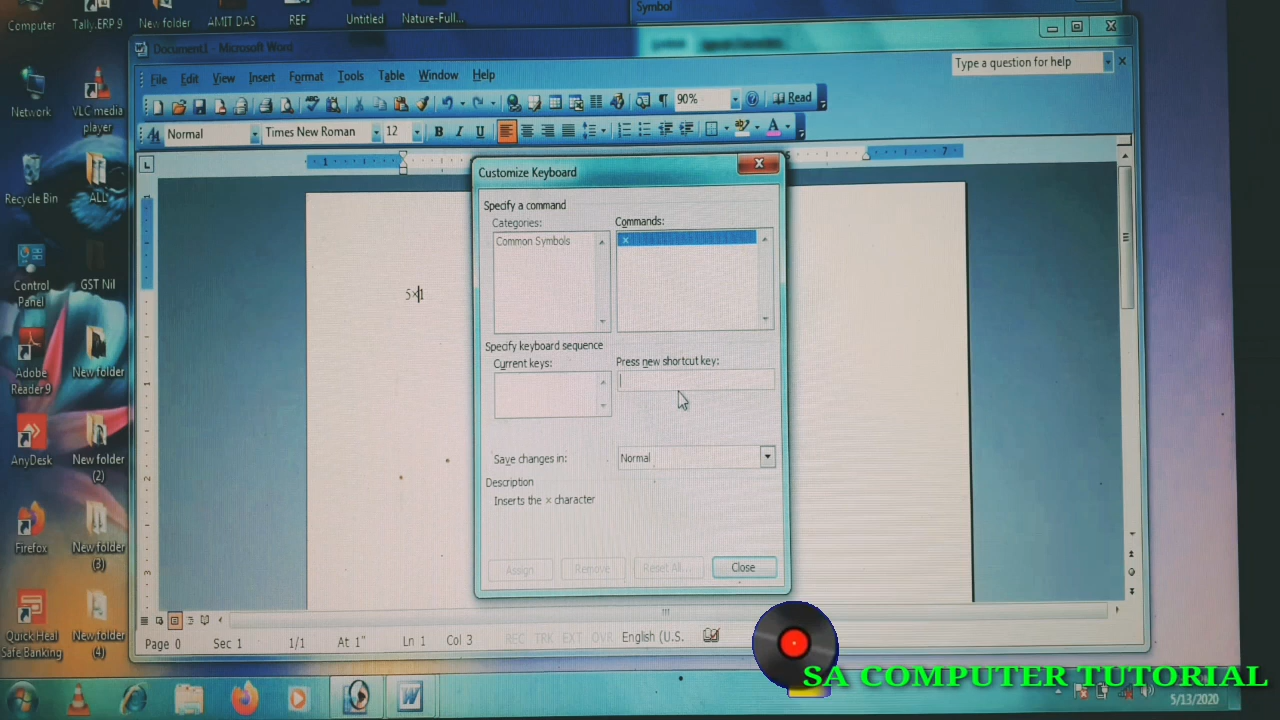 Symbol
Computer
Tally.ERP 9
New folder
AMIT DAS
REF
Untitled
Nature-Full...
Document1 - Microsoft Word
File Edit View Insert Format Tools Table Window Help
Type a question for help
90%
Read
Normal
Times New Roman
12
B I U
1
7
Network
VLC media
player
Recycle Bin
ALL
Control
Panel
GST Nil
Adobe
Reader 9
New folder
AnyDesk
New folder
(2)
Firefox
New folder
(3)
Quick Heal
Safe Banking
New folder
(4)
5×1
1
2
3
Customize Keyboard
Specify a command
Categories:
Commands:
Common Symbols
×
Specify keyboard sequence
Current keys:
Press new shortcut key:
Save changes in:
Normal
Description
Inserts the × character
Assign
Remove
Reset All...
Close
Page 0 Sec 1 1/1 At 1" Ln 1 Col 3 REC TRK EXT OVR English (U.S.
SA COMPUTER TUTORIAL
5/13/2020